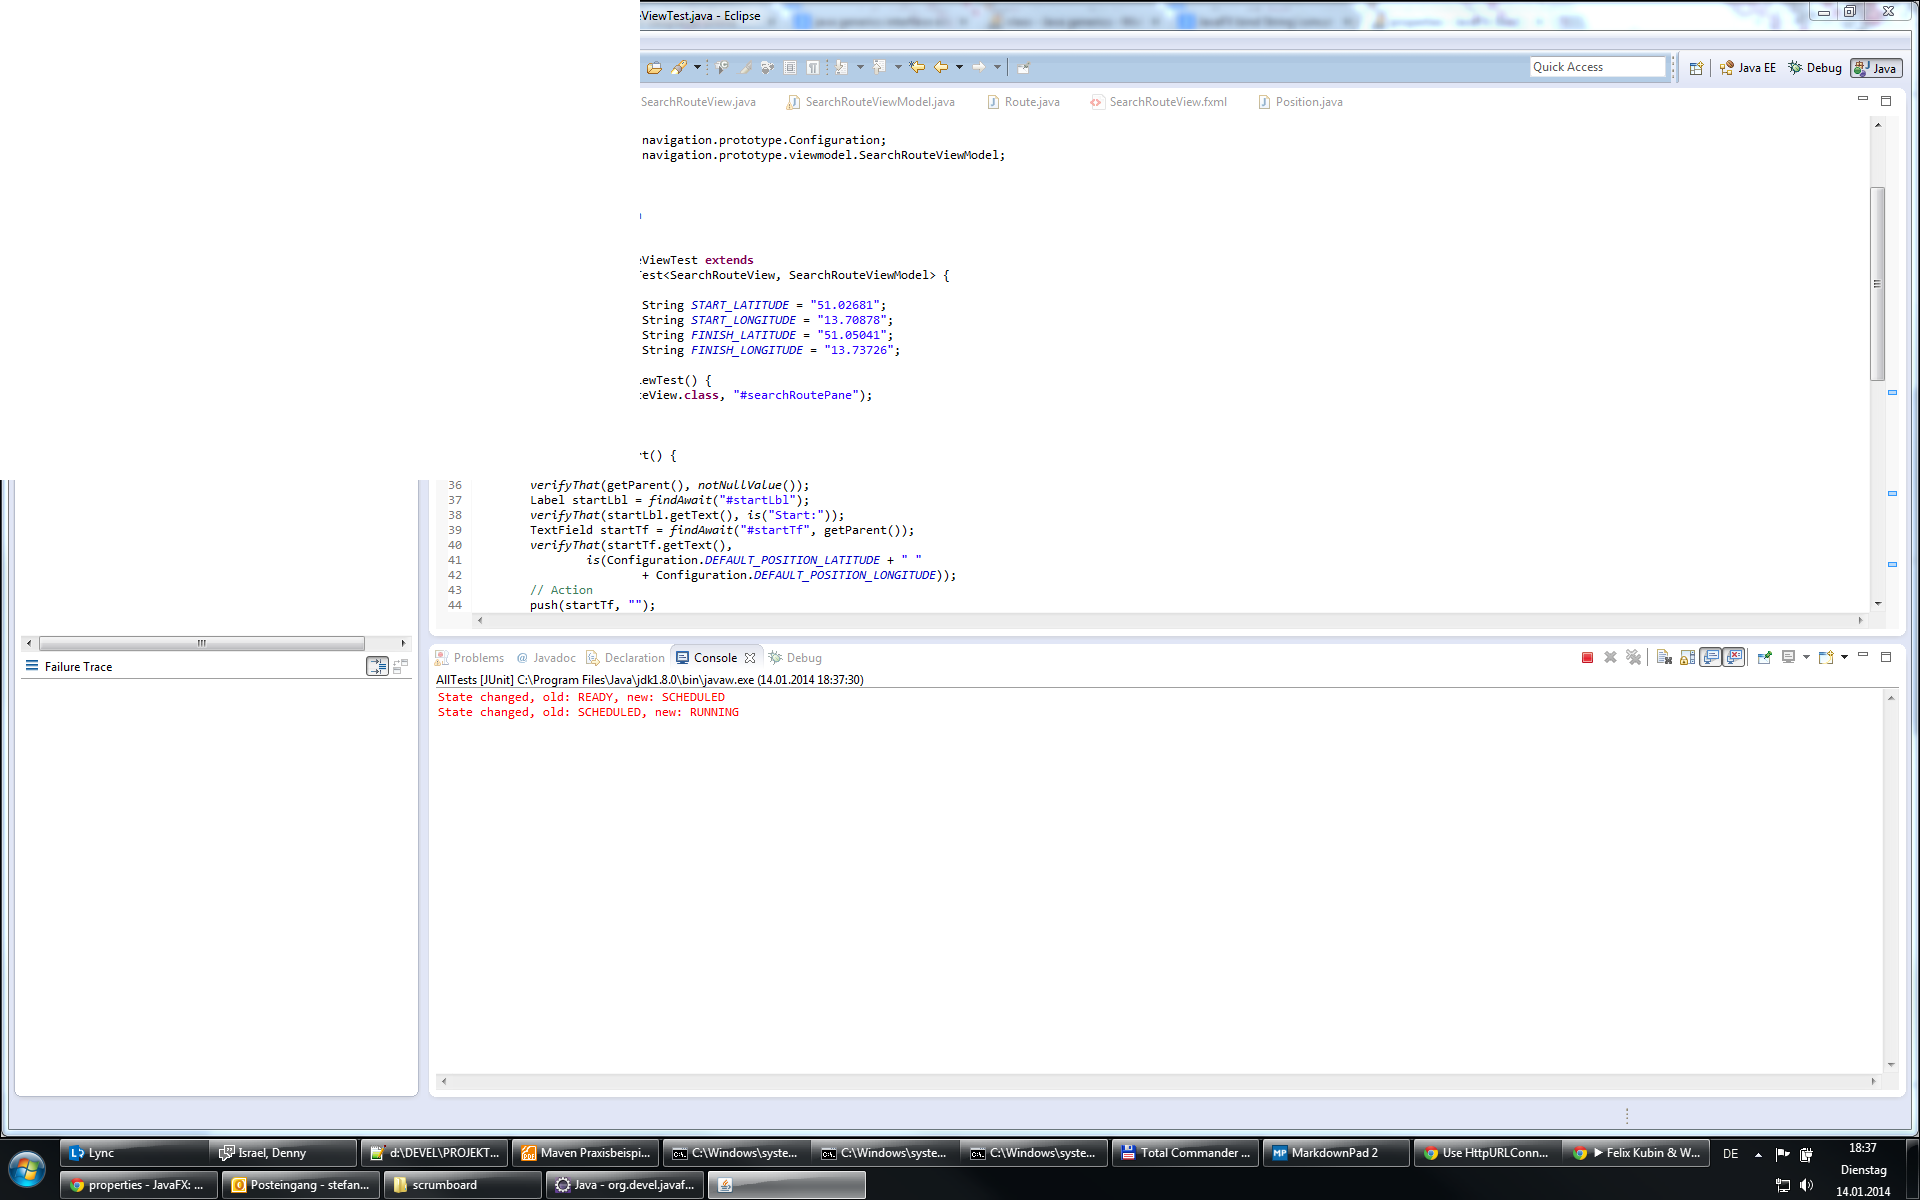 ViewTest.java - Eclipse
Quick Access
Java EE
Debug
Java
SearchRouteView.java
SearchRouteViewModel.java
Route.java
SearchRouteView.fxml
Position.java
navigation.prototype.Configuration;
navigation.prototype.viewmodel.SearchRouteViewModel;
eViewTest extends
Test<SearchRouteView, SearchRouteViewModel> {
String START_LATITUDE = "51.02681";
String START_LONGITUDE = "13.70878";
String FINISH_LATITUDE = "51.05041";
String FINISH_LONGITUDE = "13.73726";
iewTest() {
teView.class, "#searchRoutePane");
rt() {
36 verifyThat(getParent(), notNullValue());
37 Label startLbl = findAwait("#startLbl");
38 verifyThat(startLbl.getText(), is("Start:"));
39 TextField startTf = findAwait("#startTf", getParent());
40 verifyThat(startTf.getText(),
41 is(Configuration.DEFAULT_POSITION_LATITUDE + " "
42 + Configuration.DEFAULT_POSITION_LONGITUDE));
43 // Action
44 push(startTf, "");
Failure Trace
Problems
@ Javadoc
Declaration
Console
Debug
AllTests [JUnit] C:\Program Files\Java\jdk1.8.0\bin\javaw.exe (14.01.2014 18:37:30)
State changed, old: READY, new: SCHEDULED
State changed, old: SCHEDULED, new: RUNNING
Lync
Israel, Denny
d:\DEVEL\PROJEKT...
Maven Praxisbeispi...
C:\Windows\syste...
C:\Windows\syste...
C:\Windows\syste...
Total Commander ...
MarkdownPad 2
Use HttpURLConn...
Felix Kubin & W...
DE
18:37
Dienstag
14.01.2014
properties - JavaFX: ...
Posteingang - stefan...
scrumboard
Java - org.devel.javaf...